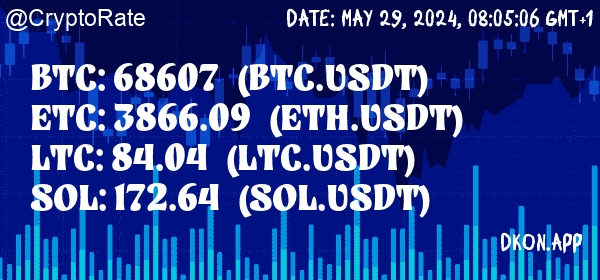 @CryptoRate
DATE: MAY 29, 2024, 08:05:06 GMT+1
BTC: 68607 (BTC.USDT)
ETC: 3866.09 (ETH.USDT)
LTC: 84.04 (LTC.USDT)
SOL: 172.64 (SOL.USDT)
DKON.APP